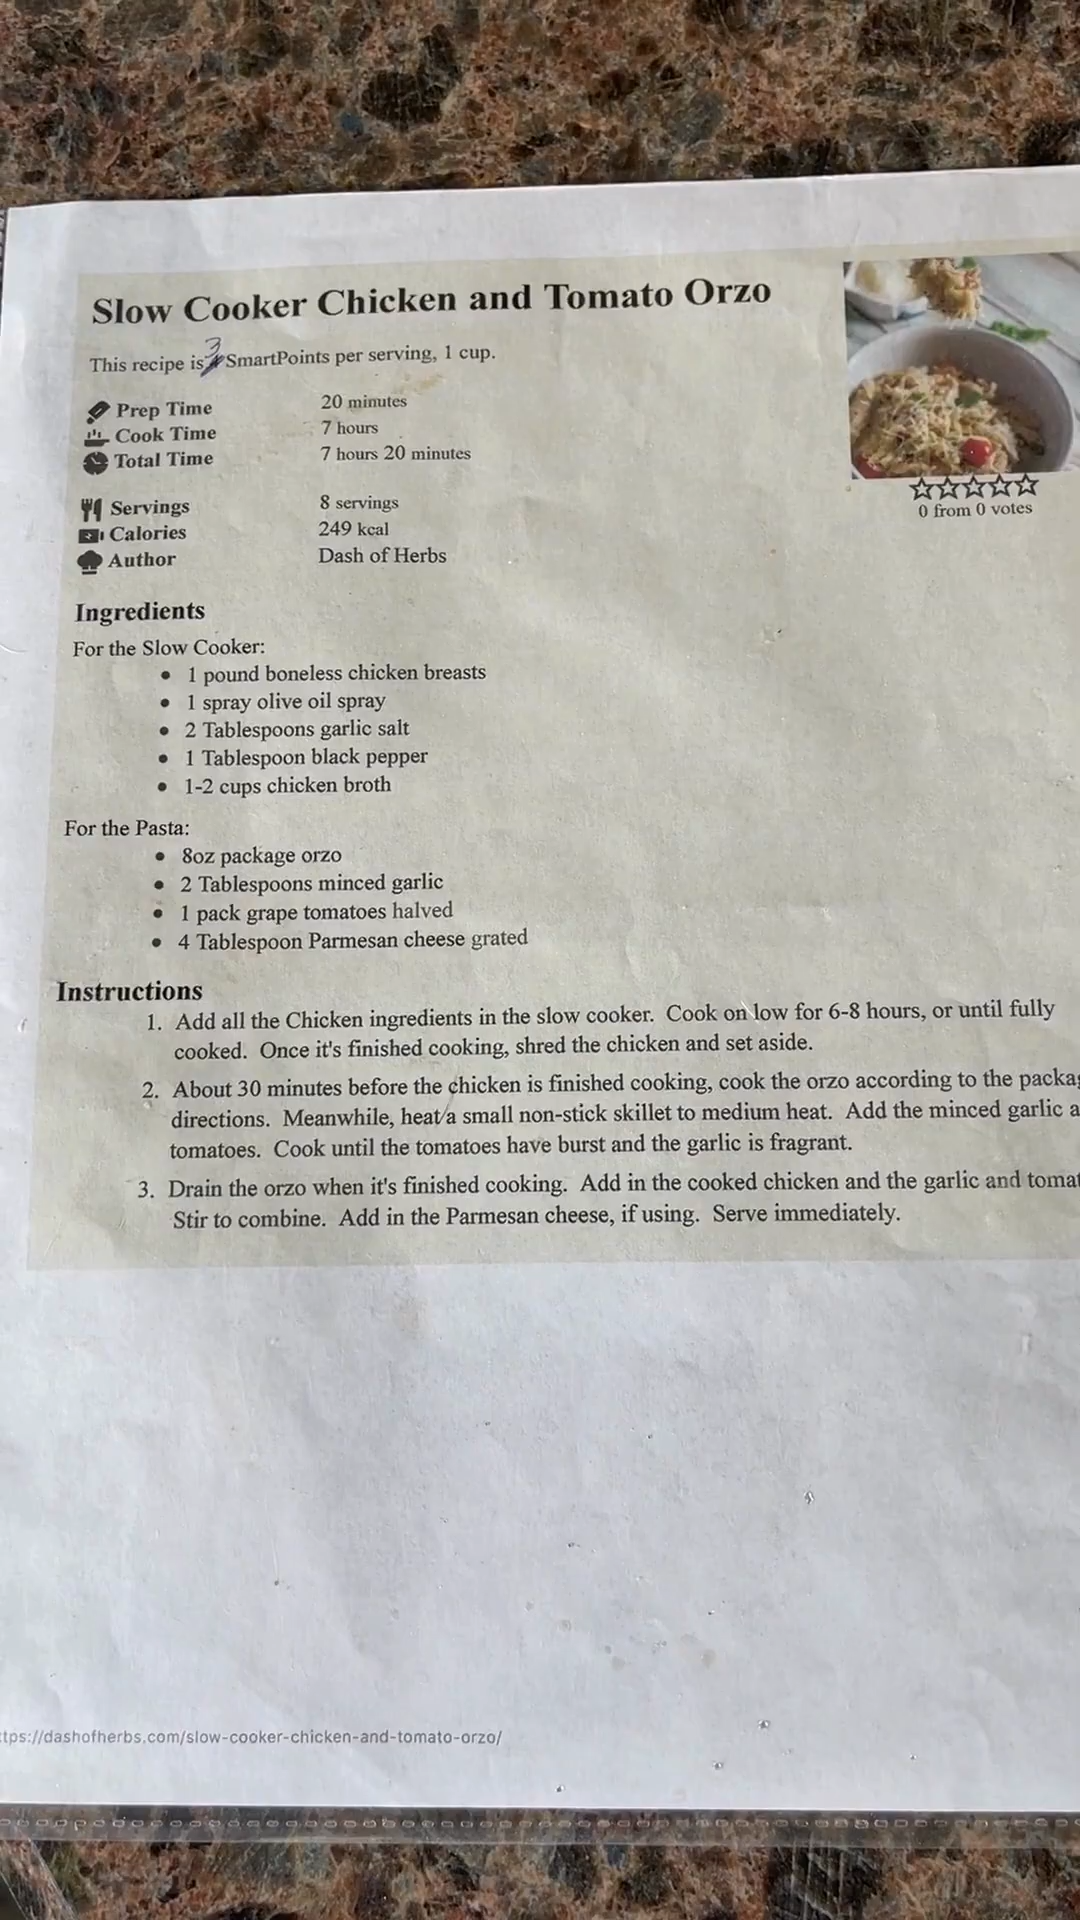 Slow Cooker Chicken and Tomato Orzo
This recipe is 3 SmartPoints per serving, 1 cup.
Prep Time 20 minutes
Cook Time 7 hours
Total Time 7 hours 20 minutes
Servings 8 servings
Calories 249 kcal
Author Dash of Herbs
0 from 0 votes
Ingredients
For the Slow Cooker:
• 1 pound boneless chicken breasts
• 1 spray olive oil spray
• 2 Tablespoons garlic salt
• 1 Tablespoon black pepper
• 1-2 cups chicken broth
For the Pasta:
• 8oz package orzo
• 2 Tablespoons minced garlic
• 1 pack grape tomatoes halved
• 4 Tablespoon Parmesan cheese grated
Instructions
1. Add all the Chicken ingredients in the slow cooker. Cook on low for 6-8 hours, or until fully
cooked. Once it's finished cooking, shred the chicken and set aside.
2. About 30 minutes before the chicken is finished cooking, cook the orzo according to the packag
directions. Meanwhile, heat a small non-stick skillet to medium heat. Add the minced garlic a
tomatoes. Cook until the tomatoes have burst and the garlic is fragrant.
3. Drain the orzo when it's finished cooking. Add in the cooked chicken and the garlic and tomat
Stir to combine. Add in the Parmesan cheese, if using. Serve immediately.
ttps://dashofherbs.com/slow-cooker-chicken-and-tomato-orzo/